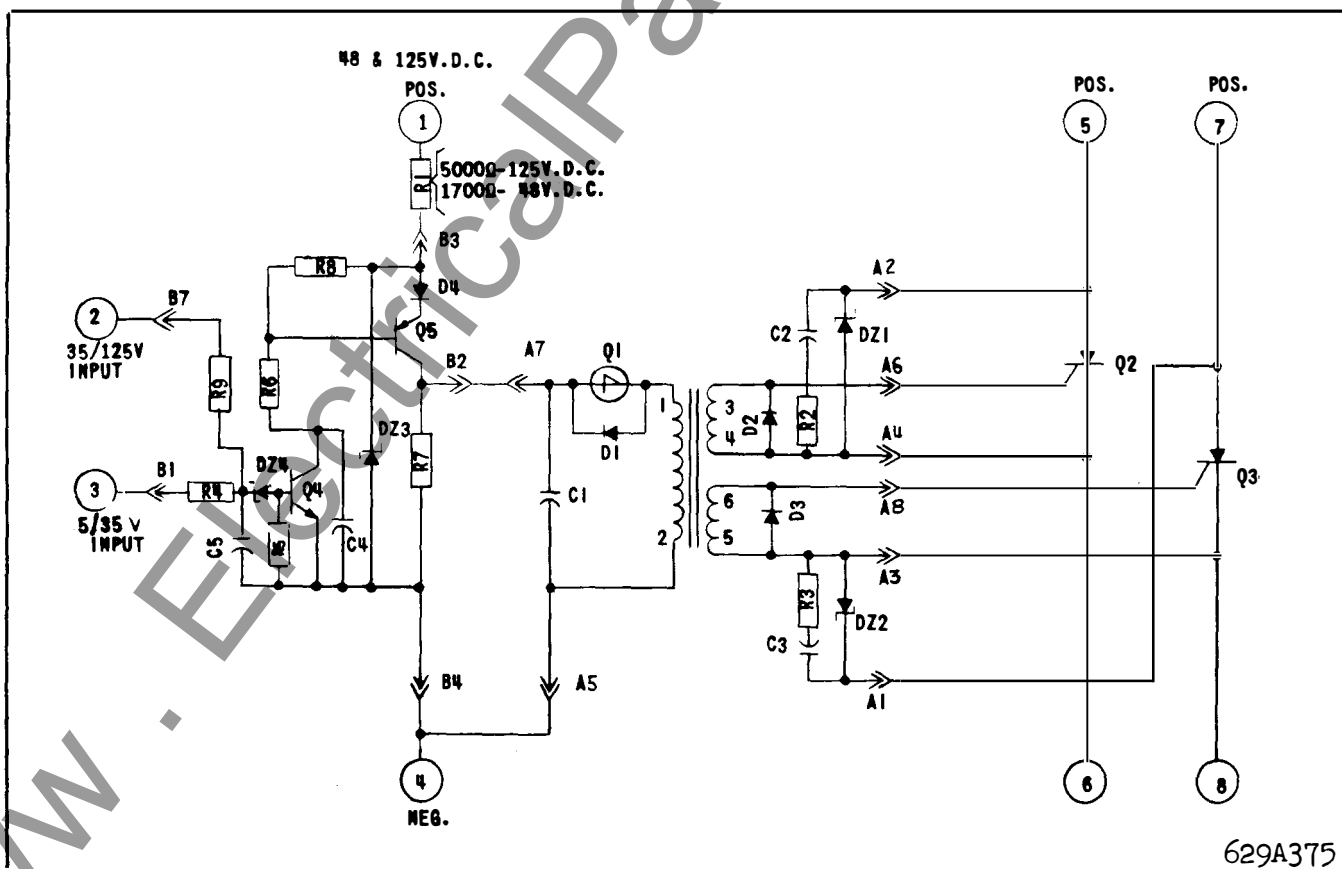 48 & 125V.D.C.
POS.
1
R1
5000Ω-125V.D.C.
1700Ω- 48V.D.C.
B3
R8
D4
Q5
B7
2
35/125V
INPUT
R9
R6
B2
A7
Q1
D1
DZ3
R7
B1
3
5/35 V
INPUT
R4
DZ4
Q4
C5
C4
C1
1
2
3
4
6
5
D2
D3
C2
R2
DZ1
A2
A6
A4
A8
A3
R3
C3
DZ2
A1
POS.
5
POS.
7
Q2
Q3
6
8
B4
A5
4
NEG.
629A375
www.ElectricalPa